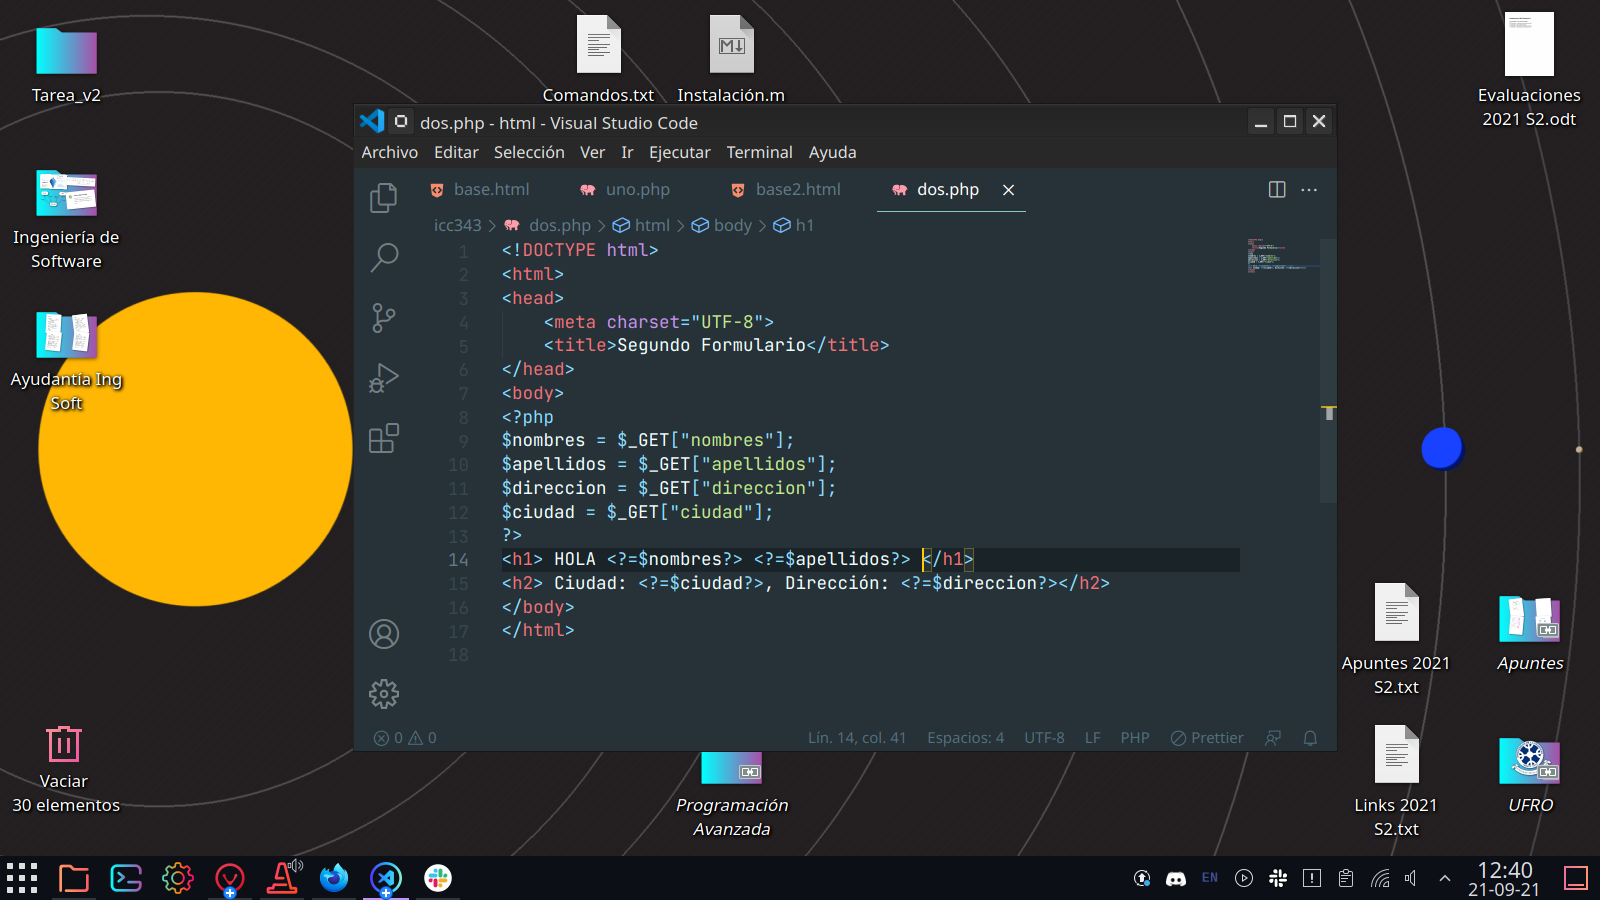 Tarea_v2
Comandos.txt
Instalación.m
Evaluaciones
2021 S2.odt
Ingeniería de
Software
Ayudantía Ing
Soft
dos.php - html - Visual Studio Code
Archivo Editar Selección Ver Ir Ejecutar Terminal Ayuda
base.html uno.php base2.html dos.php
icc343 > dos.php > html > body > h1
1 <!DOCTYPE html>
2 <html>
3 <head>
4     <meta charset="UTF-8">
5     <title>Segundo Formulario</title>
6 </head>
7 <body>
8 <?php
9 $nombres = $_GET["nombres"];
10 $apellidos = $_GET["apellidos"];
11 $direccion = $_GET["direccion"];
12 $ciudad = $_GET["ciudad"];
13 ?>
14 <h1> HOLA <?=$nombres?> <?=$apellidos?> </h1>
15 <h2> Ciudad: <?=$ciudad?>, Dirección: <?=$direccion?></h2>
16 </body>
17 </html>
18
0 0 Lín. 14, col. 41 Espacios: 4 UTF-8 LF PHP Prettier
Apuntes 2021
S2.txt
Apuntes
Vaciar
30 elementos
Programación
Avanzada
Links 2021
S2.txt
UFRO
EN
12:40
21-09-21